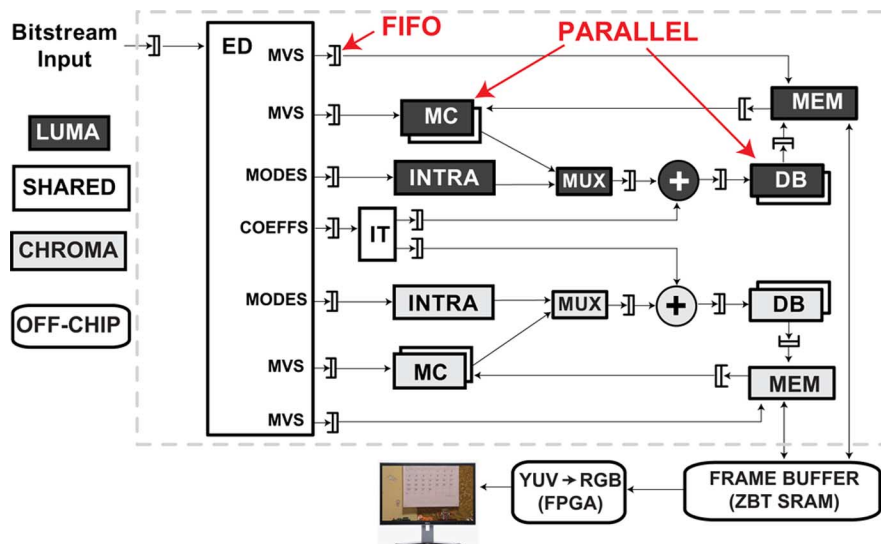 Bitstream
Input
ED
FIFO
PARALLEL
MVS
MEM
MVS
MC
LUMA
MODES
INTRA
MUX
+
DB
SHARED
COEFFS
IT
CHROMA
MODES
INTRA
MUX
+
DB
OFF-CHIP
MVS
MC
MEM
MVS
YUV → RGB
(FPGA)
FRAME BUFFER
(ZBT SRAM)